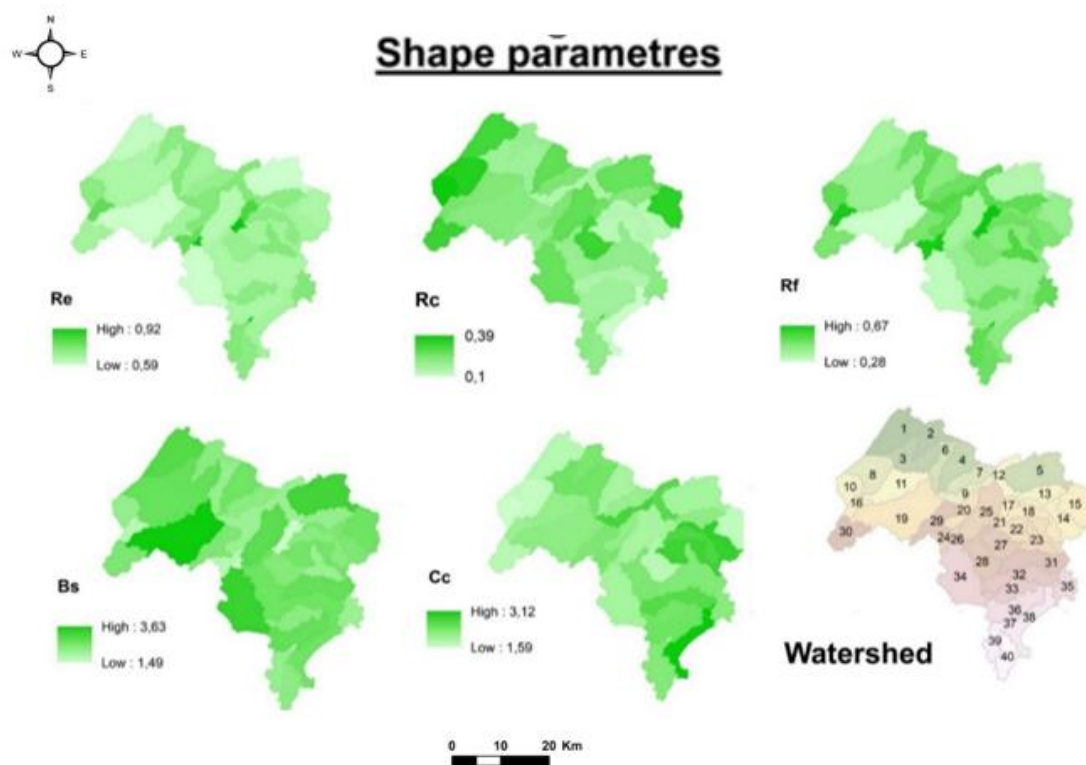 N
W E
S
Shape parametres
Re
High : 0,92
Low : 0,59
Rc
0,39
0,1
Rf
High : 0,67
Low : 0,28
Bs
High : 3,63
Low : 1,49
Cc
High : 3,12
Low : 1,59
1 2
6
3 4 5
8 7 12
10 11 9 13
16 17 15
20 25 18
19 29 21 14
30 24 26 22 23
27
28 31
34 32
33 35
36
37 38
39
40
Watershed
0 10 20 Km